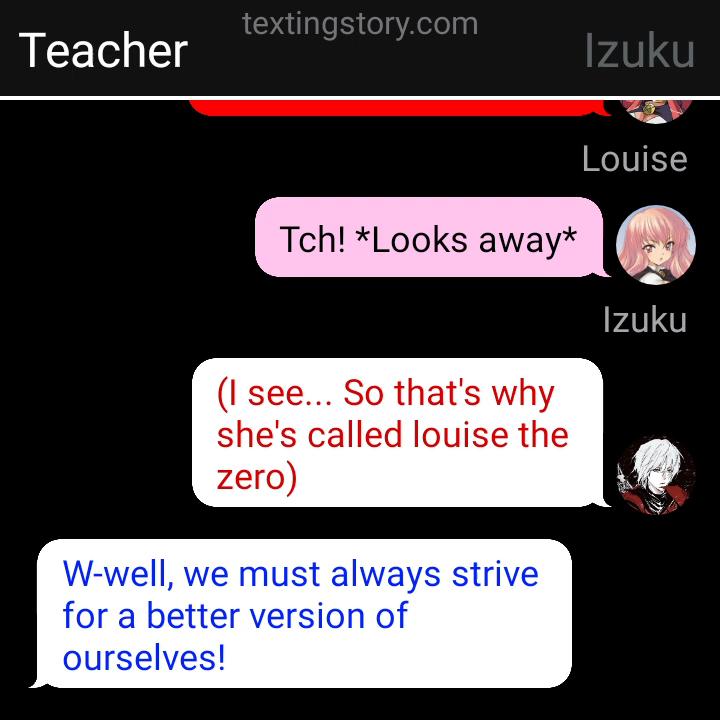 textingstory.com
Teacher
Izuku
Louise
Tch! *Looks away*
Izuku
(I see... So that's why
she's called louise the
zero)
W-well, we must always strive
for a better version of
ourselves!